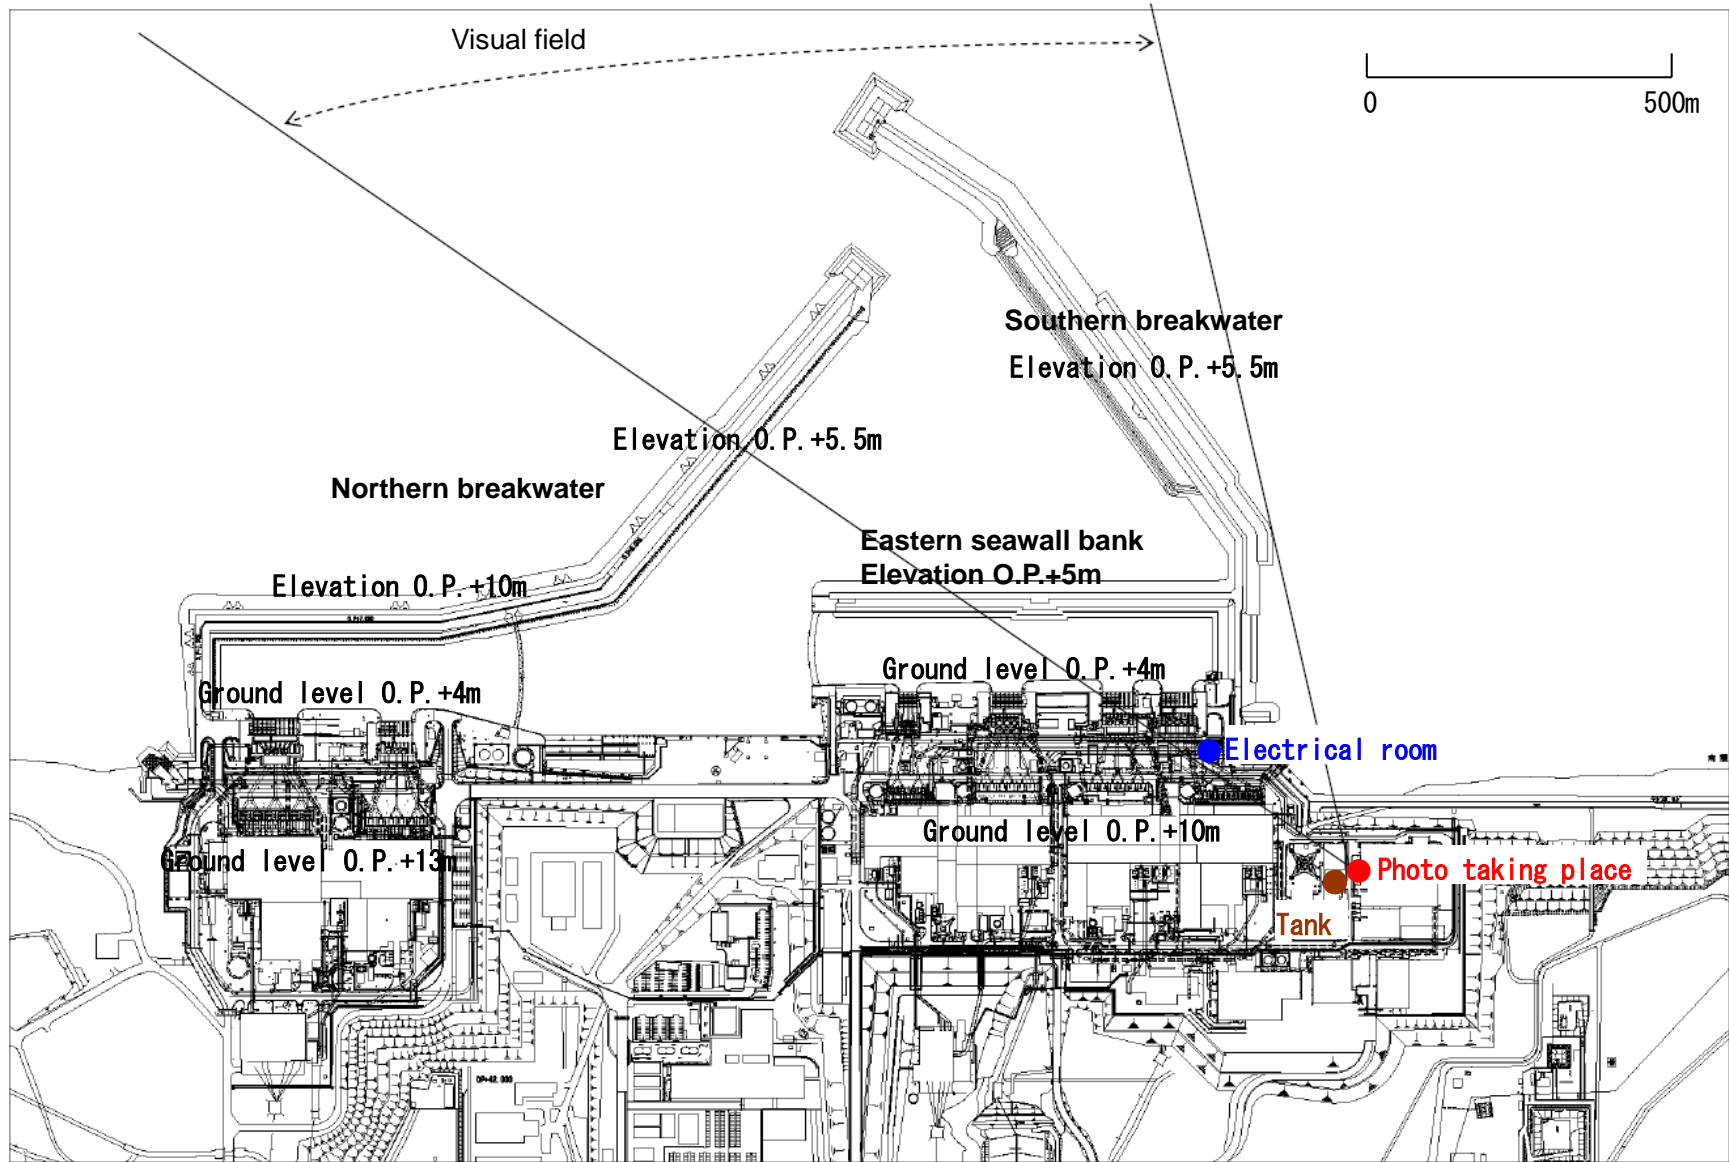 Visual field
0
500m
Southern breakwater
Elevation O.P.+5.5m
Elevation O.P.+5.5m
Northern breakwater
Eastern seawall bank
Elevation O.P.+5m
Elevation O.P.+10m
Ground level O.P.+4m
Ground level O.P.+4m
Electrical room
Ground level O.P.+10m
Ground level O.P.+13m
Photo taking place
Tank